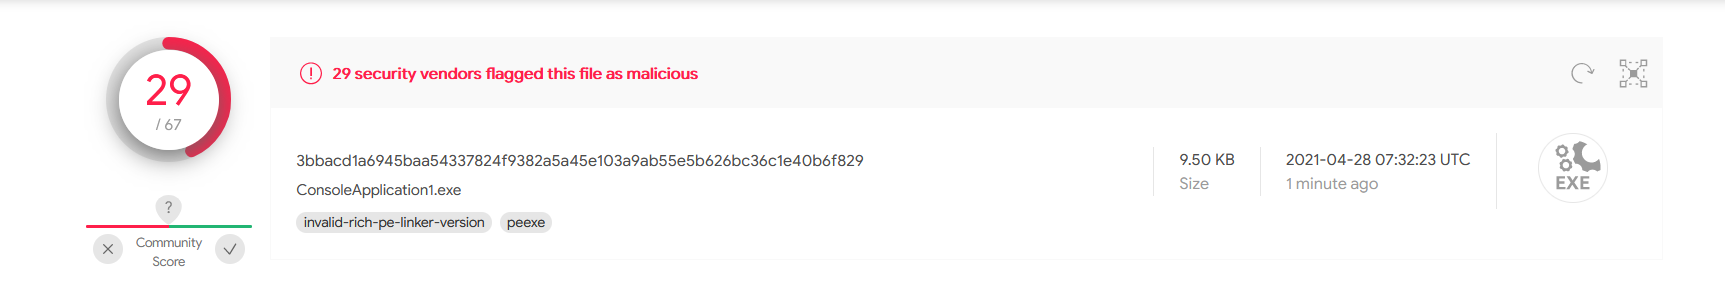 29
/ 67
?
Community
Score
29 security vendors flagged this file as malicious
3bbacd1a6945baa54337824f9382a5a45e103a9ab55e5b626bc36c1e40b6f829
ConsoleApplication1.exe
invalid-rich-pe-linker-version peexe
9.50 KB
Size
2021-04-28 07:32:23 UTC
1 minute ago
EXE